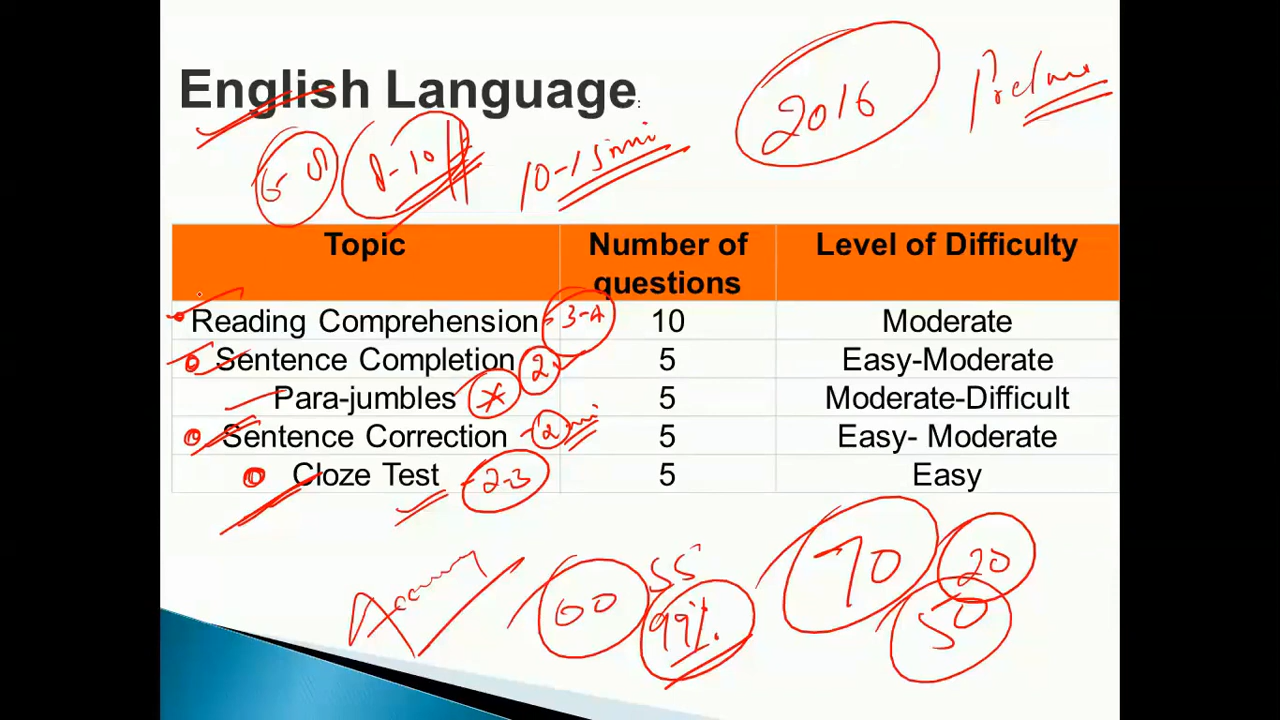 English Language
2016
Prelims
8-10
10-15 min
Topic Number of questions Level of Difficulty
Reading Comprehension 3-4 10 Moderate
Sentence Completion 2 5 Easy-Moderate
Para-jumbles 5 Moderate-Difficult
Sentence Correction - 2 min 5 Easy- Moderate
Cloze Test - 2-3 5 Easy
Accuracy
60 55 70 20
99%. 50